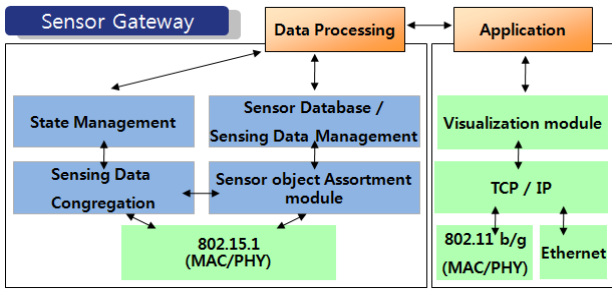 Sensor Gateway
Data Processing
Application
State Management
Sensor Database /
Sensing Data Management
Visualization module
Sensing Data
Congregation
Sensor object Assortment
module
TCP / IP
802.15.1
(MAC/PHY)
802.11 b/g
(MAC/PHY)
Ethernet